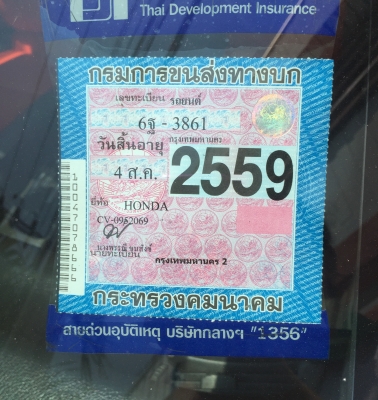 Thai Development Insurance
กรมการขนส่งทางบก
เลขทะเบียน รถยนต์
6ฐ - 3861
วันสิ้นอายุ กรุงเทพมหานคร
4 ส.ค. 2559
ยี่ห้อ HONDA
CV-0962069
นายทะเบียน
กรุงเทพมหานคร 2
กระทรวงคมนาคม
สายด่วนอุบัติเหตุ บริษัทกลางฯ "1356"